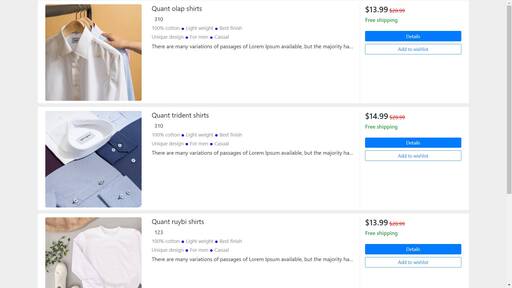 Quant olap shirts
310
100% cotton • Light weight • Best finish
Unique design • For men • Casual
There are many variations of passages of Lorem Ipsum available, but the majority ha...
$13.99 $20.99
Free shipping
Details
Add to wishlist
Quant trident shirts
310
100% cotton • Light weight • Best finish
Unique design • For men • Casual
There are many variations of passages of Lorem Ipsum available, but the majority ha...
$14.99 $20.99
Free shipping
Details
Add to wishlist
Quant ruybi shirts
123
100% cotton • Light weight • Best finish
Unique design • For men • Casual
There are many variations of passages of Lorem Ipsum available, but the majority ha...
$13.99 $20.99
Free shipping
Details
Add to wishlist